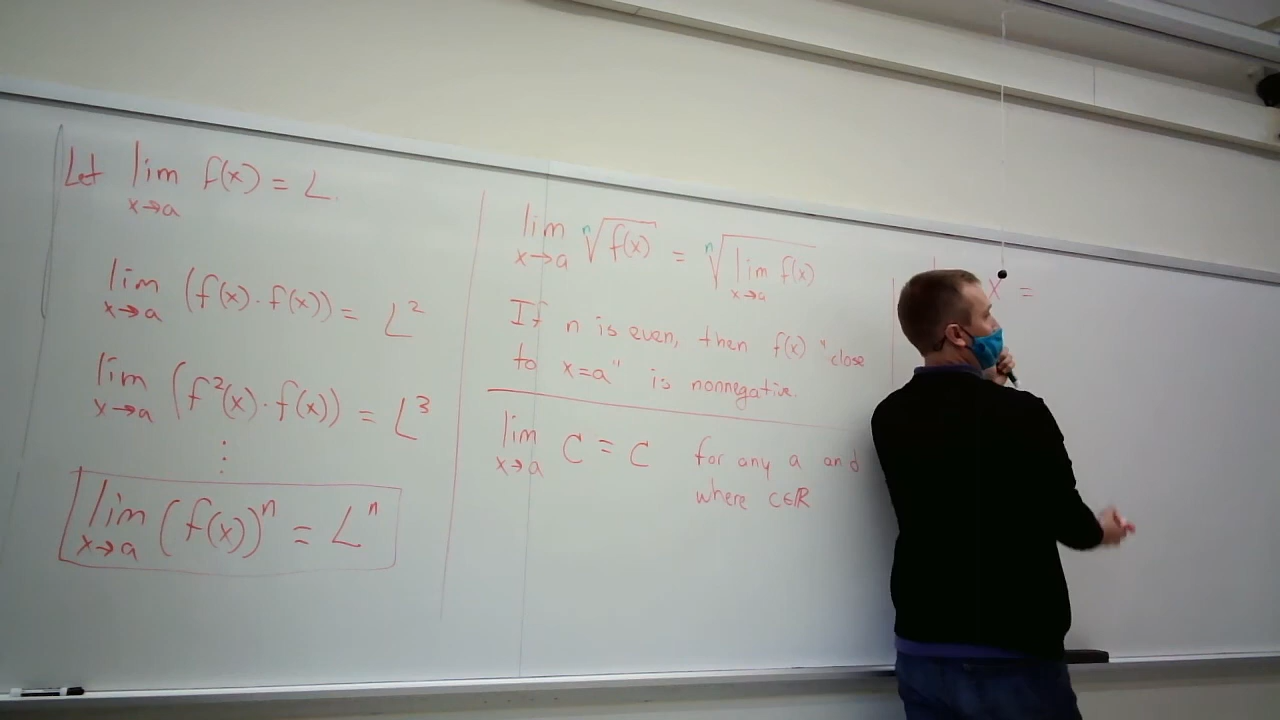 Let lim f(x) = L.
x→a
lim (f(x)·f(x)) = L²
x→a
lim (f²(x)·f(x)) = L³
x→a
⋮
lim (f(x))ⁿ = Lⁿ
x→a
lim ⁿ√f(x) = ⁿ√lim f(x)
x→a x→a
If n is even, then f(x) "close
to x=a" is nonnegative.
lim C = C for any a and
x→a where C∈ℝ
x =